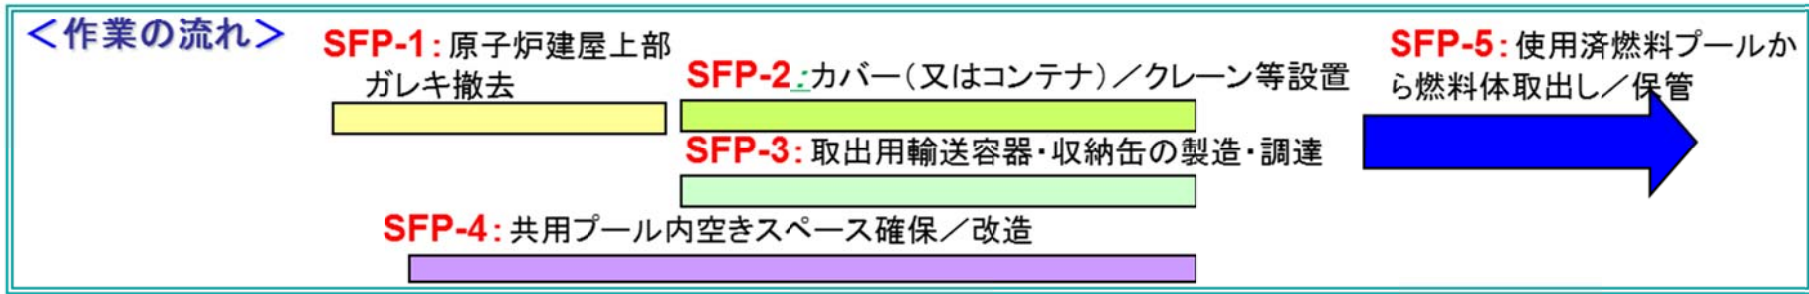 ＜作業の流れ＞
SFP-1：原子炉建屋上部
ガレキ撤去
SFP-2：カバー（又はコンテナ）／クレーン等設置
SFP-3：取出用輸送容器・収納缶の製造・調達
SFP-4：共用プール内空きスペース確保／改造
SFP-5：使用済燃料プールか
ら燃料体取出し／保管